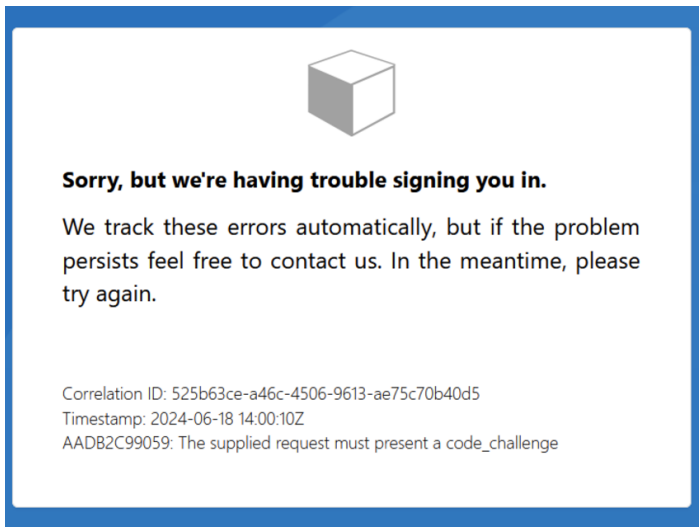 Sorry, but we're having trouble signing you in.
We track these errors automatically, but if the problem
persists feel free to contact us. In the meantime, please
try again.
Correlation ID: 525b63ce-a46c-4506-9613-ae75c70b40d5
Timestamp: 2024-06-18 14:00:10Z
AADB2C99059: The supplied request must present a code_challenge